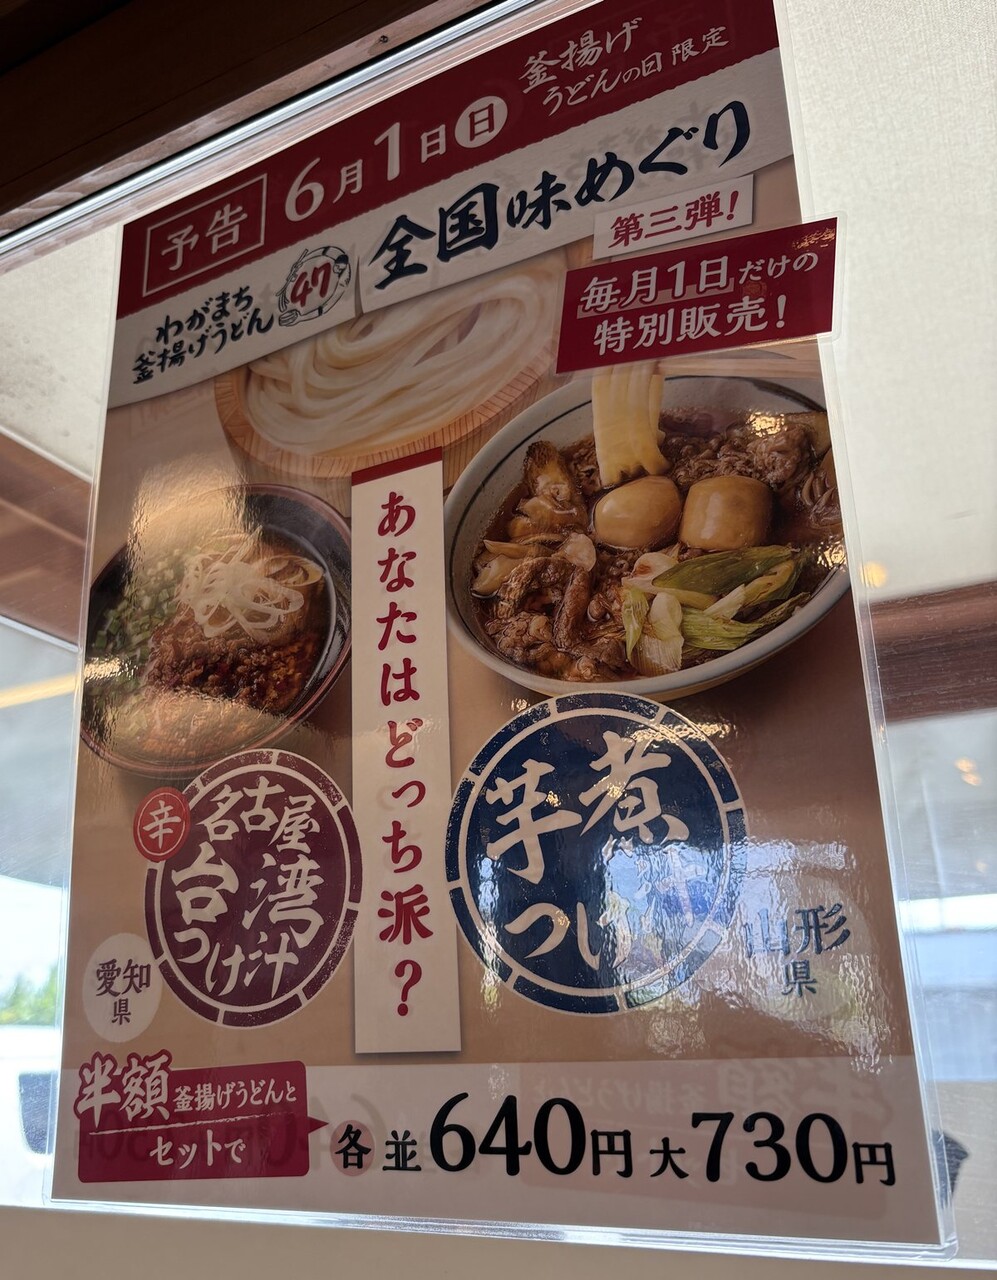 予告
6月1日(日)
釜揚げ
うどんの日 限定
わがまち
釜揚げうどん
47
全国味めぐり
第三弾!
毎月1日だけの
特別販売!
あなたはどっち派?
辛
名古屋
台湾
つけ汁
愛知
県
芋煮
つけ
山形
県
半額
釜揚げうどんと
セットで
各 並640円 大730円